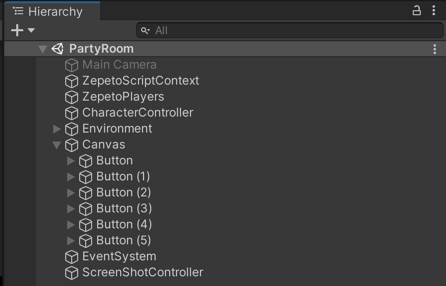 Hierarchy
All
PartyRoom
Main Camera
ZepetoScriptContext
ZepetoPlayers
CharacterController
Environment
Canvas
Button
Button (1)
Button (2)
Button (3)
Button (4)
Button (5)
EventSystem
ScreenShotController